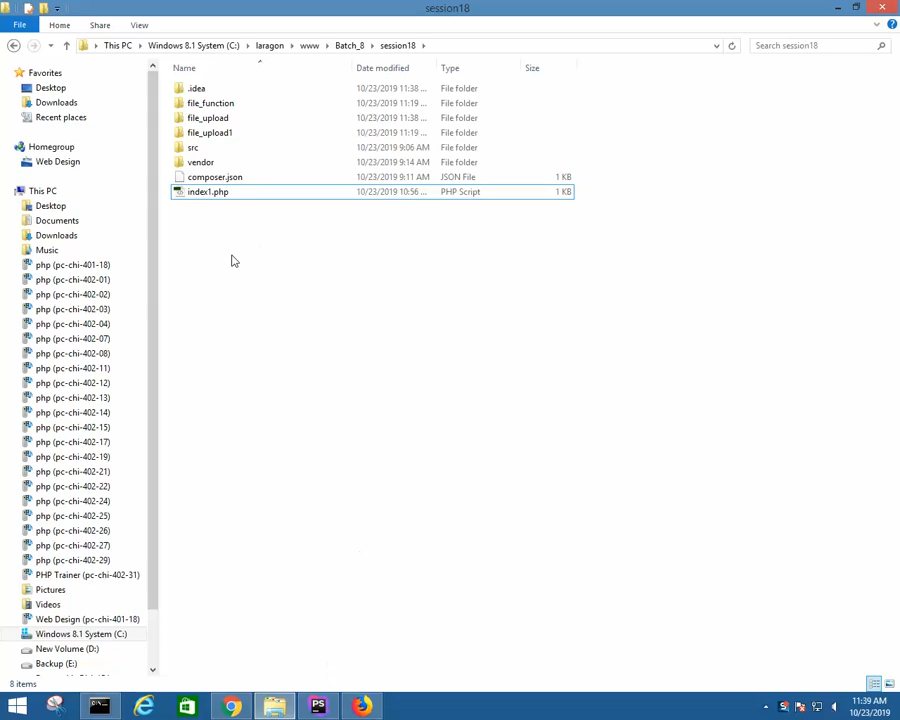 session18
File
Home
Share
View
This PC
Windows 8.1 System (C:)
laragon
www
Batch_8
session18
Search session18
Name
Date modified
Type
Size
Favorites
Desktop
Downloads
Recent places
Homegroup
Web Design
This PC
Desktop
Documents
Downloads
Music
php (pc-chi-401-18)
php (pc-chi-402-01)
php (pc-chi-402-02)
php (pc-chi-402-03)
php (pc-chi-402-04)
php (pc-chi-402-07)
php (pc-chi-402-08)
php (pc-chi-402-11)
php (pc-chi-402-12)
php (pc-chi-402-13)
php (pc-chi-402-14)
php (pc-chi-402-15)
php (pc-chi-402-17)
php (pc-chi-402-19)
php (pc-chi-402-21)
php (pc-chi-402-22)
php (pc-chi-402-24)
php (pc-chi-402-25)
php (pc-chi-402-26)
php (pc-chi-402-27)
php (pc-chi-402-29)
PHP Trainer (pc-chi-402-31)
Pictures
Videos
Web Design (pc-chi-401-18)
Windows 8.1 System (C:)
New Volume (D:)
Backup (E:)
.idea 10/23/2019 11:38 ... File folder
file_function 10/23/2019 11:19 ... File folder
file_upload 10/23/2019 11:38 ... File folder
file_upload1 10/23/2019 11:19 ... File folder
src 10/23/2019 9:06 AM File folder
vendor 10/23/2019 9:14 AM File folder
composer.json 10/23/2019 9:11 AM JSON File 1 KB
index1.php 10/23/2019 10:56 ... PHP Script 1 KB
8 items
11:39 AM
10/23/2019